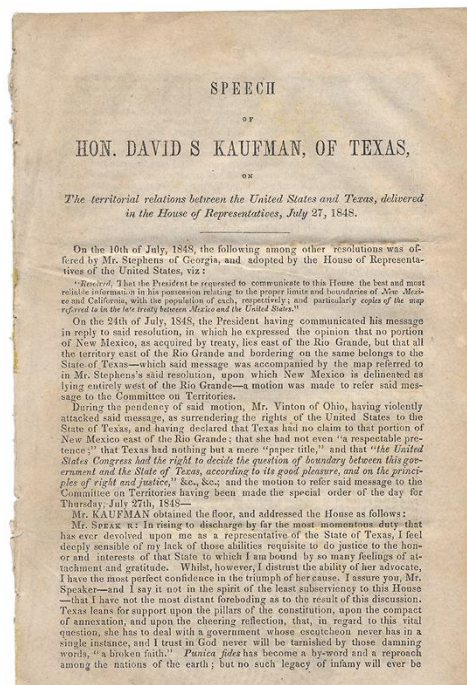 SPEECH
OF
HON. DAVID S KAUFMAN, OF TEXAS,
ON
The territorial relations between the United States and Texas, delivered
in the House of Representatives, July 27, 1848.
On the 10th of July, 1848, the following among other resolutions was of-
fered by Mr. Stephens of Georgia, and adopted by the House of Representa-
tives of the United States, viz:
"Resolved, That the President be requested to communicate to this House the best and most
reliable information in his possession relating to the proper limits and boundaries of New Mexi-
co and California, with the population of each, respectively; and particularly copies of the map
referred to in the late treaty between Mexico and the United States."
On the 24th of July, 1848, the President having communicated his message
in reply to said resolution, in which he expressed the opinion that no portion
of New Mexico, as acquired by treaty, lies east of the Rio Grande, but that all
the territory east of the Rio Grande and bordering on the same belongs to the
State of Texas—which said message was accompanied by the map referred to
in Mr. Stephens's said resolution, upon which New Mexico is delineated as
lying entirely west of the Rio Grande—a motion was made to refer said mes-
sage to the Committee on Territories.
During the pendency of said motion, Mr. Vinton of Ohio, having violently
attacked said message, as surrendering the rights of the United States to the
State of Texas, and having declared that Texas had no claim to that portion of
New Mexico east of the Rio Grande; that she had not even "a respectable pre-
tence;" that Texas had nothing but a mere "paper title," and that "the United
States Congress had the right to decide the question of boundary between this gov-
ernment and the State of Texas, according to its good pleasure, and on the princi-
ples of right and justice," &c., &c.; and the motion to refer said message to the
Committee on Territories having been made the special order of the day for
Thursday, July 27th, 1848—
Mr. KAUFMAN obtained the floor, and addressed the House as follows:
Mr. SPEAK R: In rising to discharge by far the most momentous duty that
has ever devolved upon me as a representative of the State of Texas, I feel
deeply sensible of my lack of those abilities requisite to do justice to the hon-
or and interests of that State to which I am bound by so many feelings of at-
tachment and gratitude. Whilst, however, I distrust the ability of her advocate,
I have the most perfect confidence in the triumph of her cause. I assure you, Mr.
Speaker—and I say it not in the spirit of the least subserviency to this House
—that I have not the most distant foreboding as to the result of this discussion.
Texas leans for support upon the pillars of the constitution, upon the compact
of annexation, and upon the cheering reflection, that, in regard to this vital
question, she has to deal with a government whose escutcheon never has in a
single instance, and I trust in God never will be tarnished by those damning
words, "a broken faith." Punica fides has become a by-word and a reproach
among the nations of the earth; but no such legacy of infamy will ever be